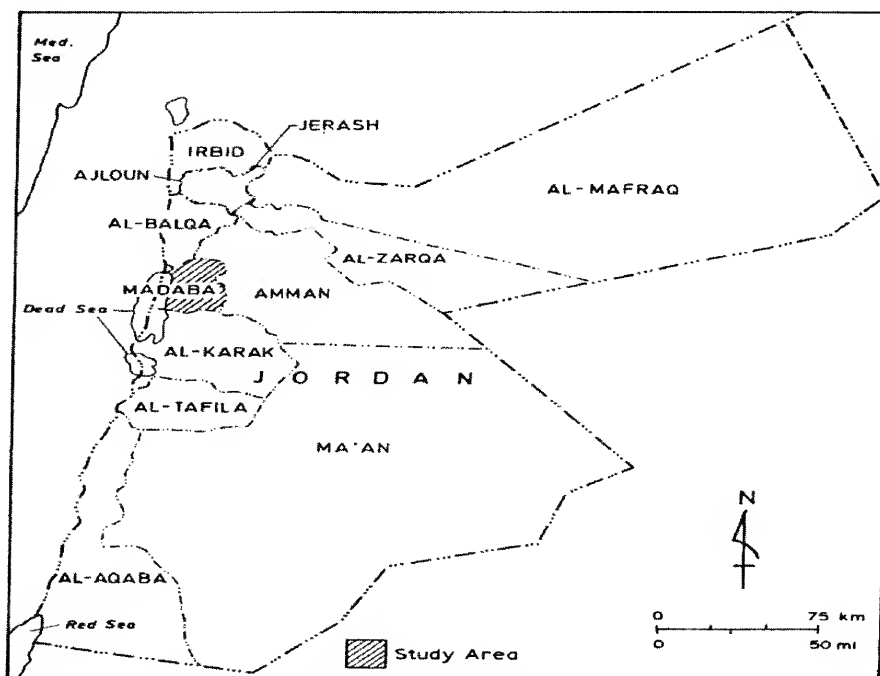 Med.
Sea
JERASH
IRBID
AJLOUN
AL-MAFRAQ
AL-BALQA
AL-ZARQA
MADABA
AMMAN
Dead Sea
AL-KARAK
JORDAN
AL-TAFILA
MA'AN
N
AL-AQABA
0 75 km
Red Sea
0 50 mi
Study Area